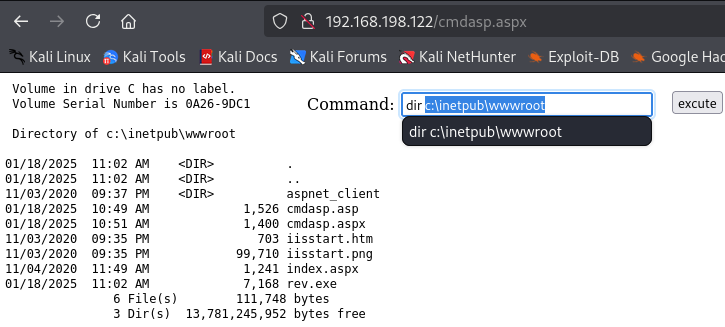 192.168.198.122/cmdasp.aspx
Kali Linux Kali Tools Kali Docs Kali Forums Kali NetHunter Exploit-DB Google Hac
Volume in drive C has no label.
Volume Serial Number is 0A26-9DC1
Command: dir c:\inetpub\wwwroot excute
dir c:\inetpub\wwwroot
Directory of c:\inetpub\wwwroot
01/18/2025 11:02 AM <DIR> .
01/18/2025 11:02 AM <DIR> ..
11/03/2020 09:37 PM <DIR> aspnet_client
01/18/2025 10:49 AM 1,526 cmdasp.asp
01/18/2025 10:51 AM 1,400 cmdasp.aspx
11/03/2020 09:35 PM 703 iisstart.htm
11/03/2020 09:35 PM 99,710 iisstart.png
11/04/2020 11:49 AM 1,241 index.aspx
01/18/2025 11:02 AM 7,168 rev.exe
6 File(s) 111,748 bytes
3 Dir(s) 13,781,245,952 bytes free